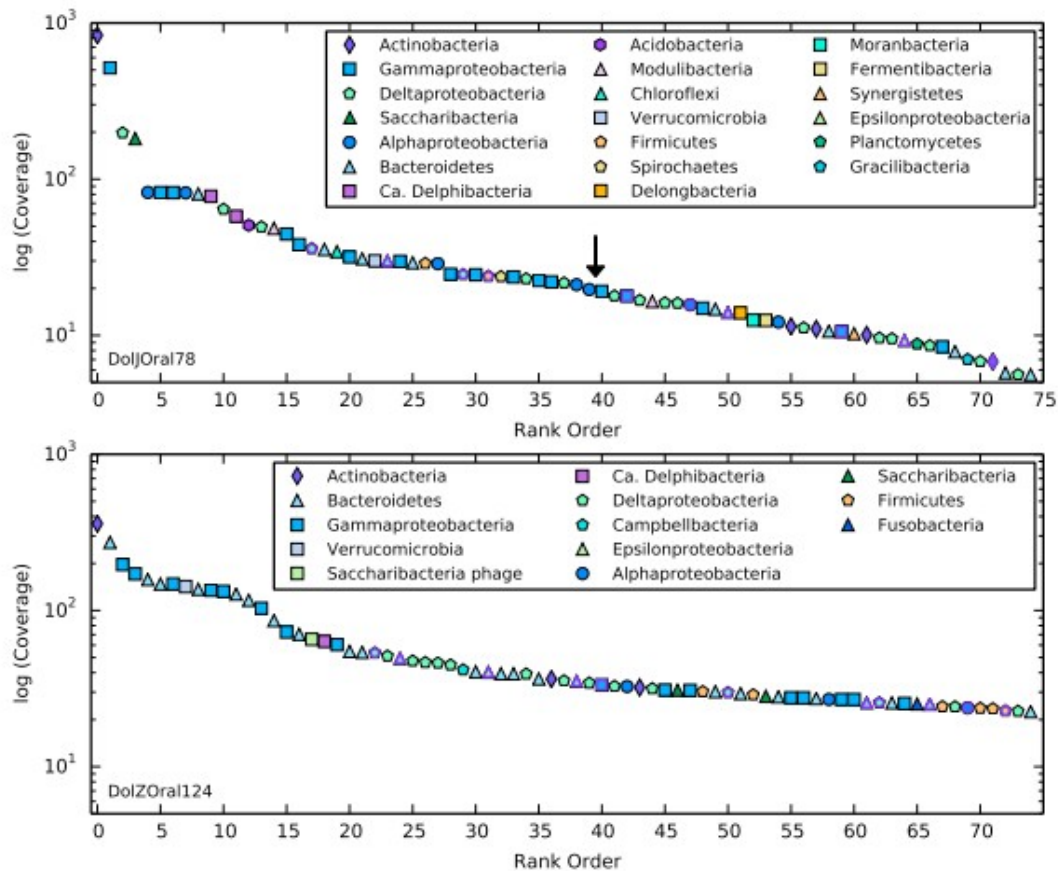 10³
10²
10¹
log (Coverage)
Actinobacteria
Gammaproteobacteria
Deltaproteobacteria
Saccharibacteria
Alphaproteobacteria
Bacteroidetes
Ca. Delphibacteria
Acidobacteria
Modulibacteria
Chloroflexi
Verrucomicrobia
Firmicutes
Spirochaetes
Delongbacteria
Moranbacteria
Fermentibacteria
Synergistetes
Epsilonproteobacteria
Planctomycetes
Gracilibacteria
DolJOral78
0 5 10 15 20 25 30 35 40 45 50 55 60 65 70 75
Rank Order
10³
10²
10¹
log (Coverage)
Actinobacteria
Bacteroidetes
Gammaproteobacteria
Verrucomicrobia
Saccharibacteria phage
Ca. Delphibacteria
Deltaproteobacteria
Campbellbacteria
Epsilonproteobacteria
Alphaproteobacteria
Saccharibacteria
Firmicutes
Fusobacteria
DolZOral124
0 5 10 15 20 25 30 35 40 45 50 55 60 65 70
Rank Order